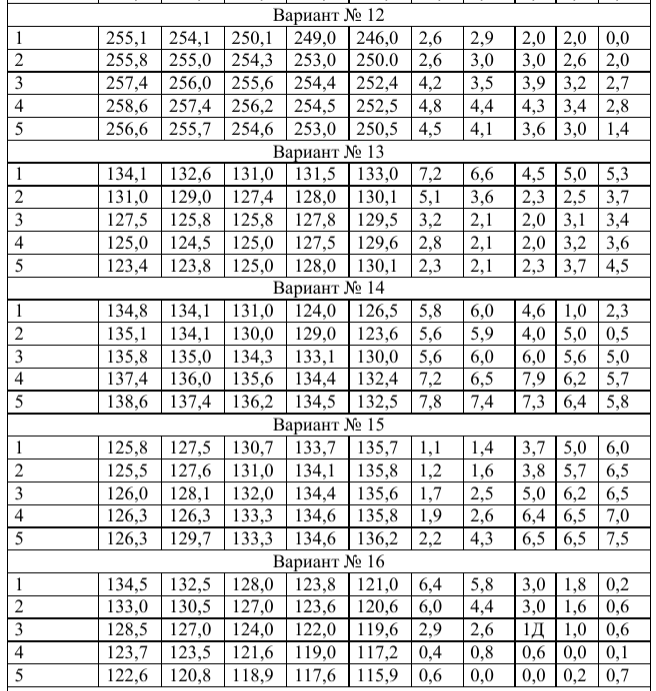 Вариант № 12
1 255,1 254,1 250,1 249,0 246,0 2,6 2,9 2,0 2,0 0,0
2 255,8 255,0 254,3 253,0 250.0 2,6 3,0 3,0 2,6 2,0
3 257,4 256,0 255,6 254,4 252,4 4,2 3,5 3,9 3,2 2,7
4 258,6 257,4 256,2 254,5 252,5 4,8 4,4 4,3 3,4 2,8
5 256,6 255,7 254,6 253,0 250,5 4,5 4,1 3,6 3,0 1,4
Вариант № 13
1 134,1 132,6 131,0 131,5 133,0 7,2 6,6 4,5 5,0 5,3
2 131,0 129,0 127,4 128,0 130,1 5,1 3,6 2,3 2,5 3,7
3 127,5 125,8 125,8 127,8 129,5 3,2 2,1 2,0 3,1 3,4
4 125,0 124,5 125,0 127,5 129,6 2,8 2,1 2,0 3,2 3,6
5 123,4 123,8 125,0 128,0 130,1 2,3 2,1 2,3 3,7 4,5
Вариант № 14
1 134,8 134,1 131,0 124,0 126,5 5,8 6,0 4,6 1,0 2,3
2 135,1 134,1 130,0 129,0 123,6 5,6 5,9 4,0 5,0 0,5
3 135,8 135,0 134,3 133,1 130,0 5,6 6,0 6,0 5,6 5,0
4 137,4 136,0 135,6 134,4 132,4 7,2 6,5 7,9 6,2 5,7
5 138,6 137,4 136,2 134,5 132,5 7,8 7,4 7,3 6,4 5,8
Вариант № 15
1 125,8 127,5 130,7 133,7 135,7 1,1 1,4 3,7 5,0 6,0
2 125,5 127,6 131,0 134,1 135,8 1,2 1,6 3,8 5,7 6,5
3 126,0 128,1 132,0 134,4 135,6 1,7 2,5 5,0 6,2 6,5
4 126,3 126,3 133,3 134,6 135,8 1,9 2,6 6,4 6,5 7,0
5 126,3 129,7 133,3 134,6 136,2 2,2 4,3 6,5 6,5 7,5
Вариант № 16
1 134,5 132,5 128,0 123,8 121,0 6,4 5,8 3,0 1,8 0,2
2 133,0 130,5 127,0 123,6 120,6 6,0 4,4 3,0 1,6 0,6
3 128,5 127,0 124,0 122,0 119,6 2,9 2,6 1Д 1,0 0,6
4 123,7 123,5 121,6 119,0 117,2 0,4 0,8 0,6 0,0 0,1
5 122,6 120,8 118,9 117,6 115,9 0,6 0,0 0,0 0,2 0,7